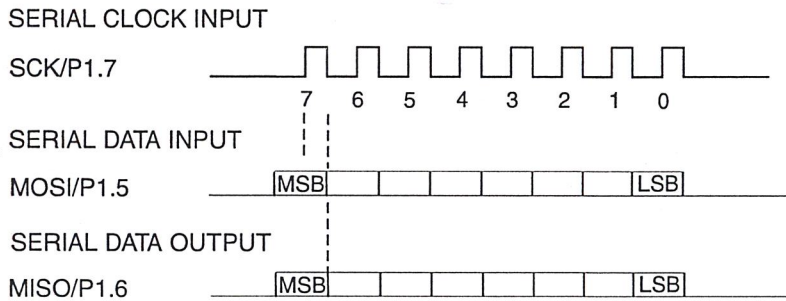 SERIAL CLOCK INPUT
SCK/P1.7
7 6 5 4 3 2 1 0
SERIAL DATA INPUT
MOSI/P1.5
MSB LSB
SERIAL DATA OUTPUT
MISO/P1.6
MSB LSB